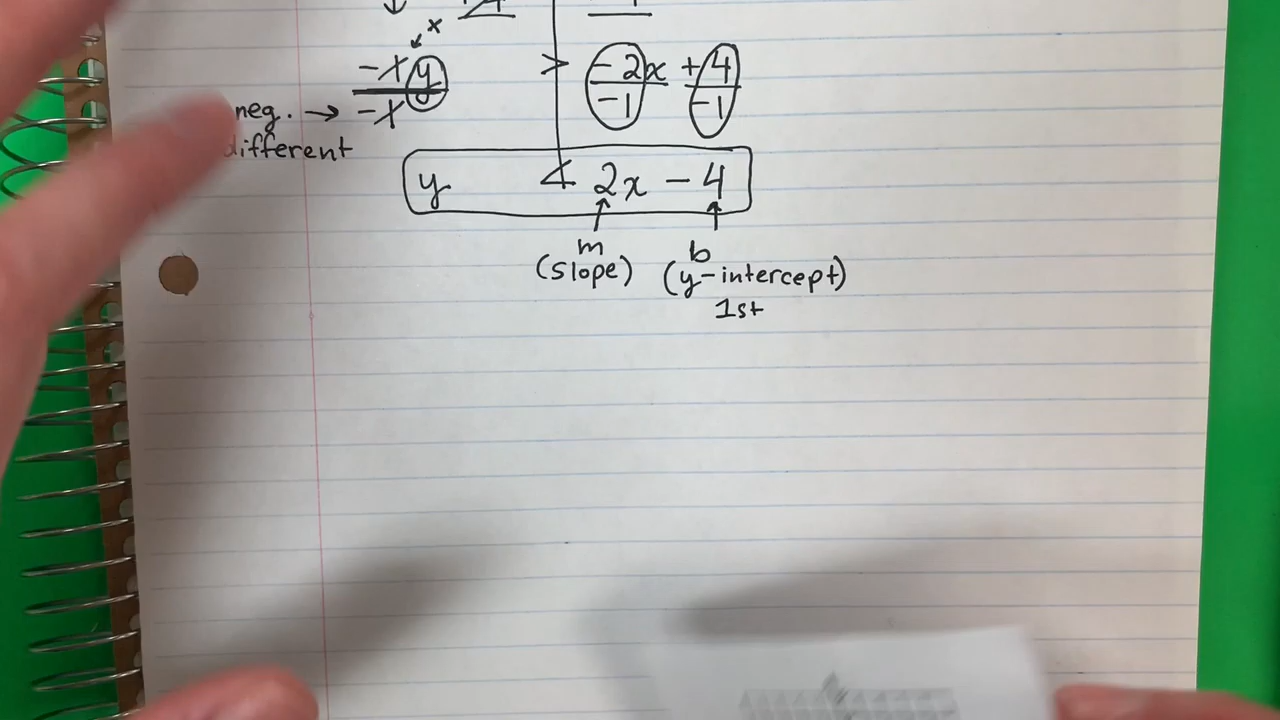 x
-1y > -2x + 4
neg. → -1 -1 -1
different
y < 2x - 4
m b
(slope) (y-intercept)
1st